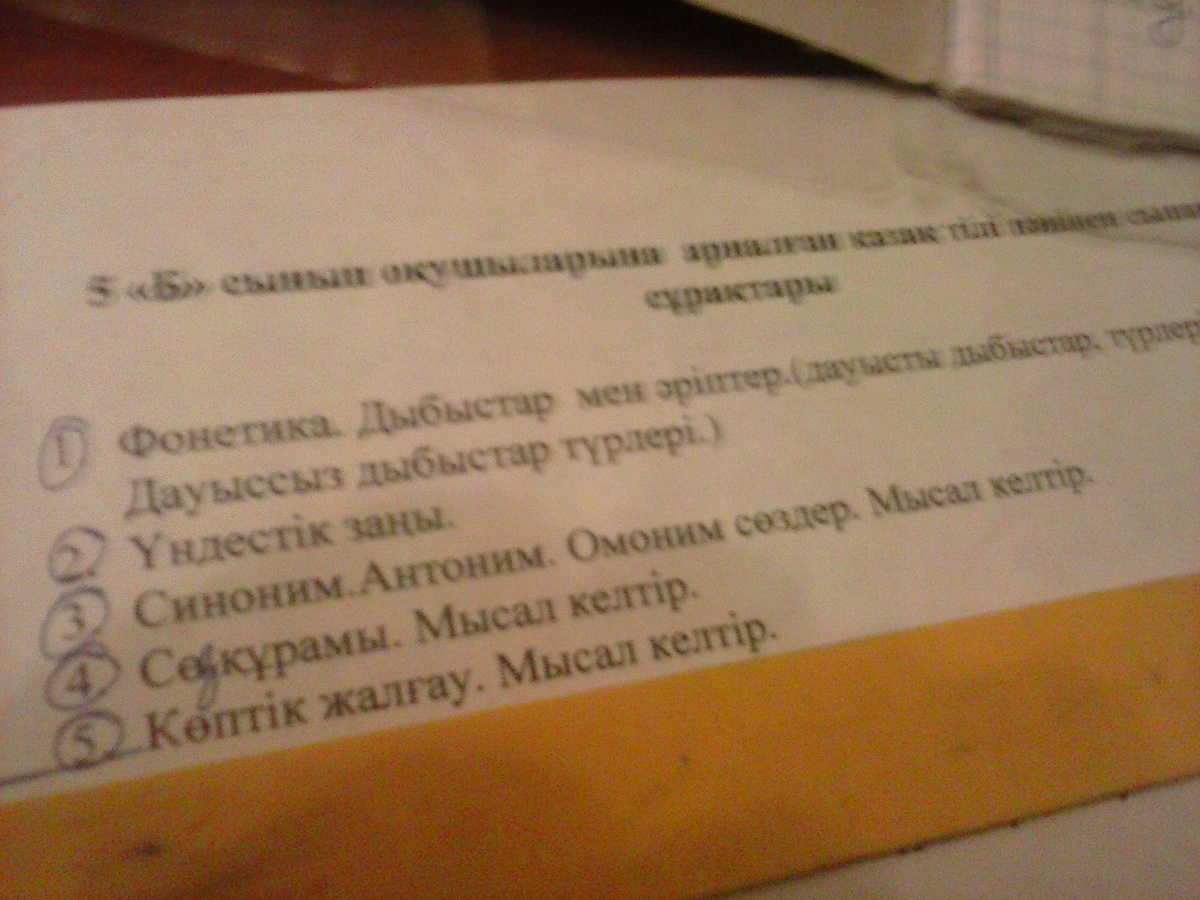 5 «Б» сынып оқушыларына арналған қазақ тілі пәнінен
сұрақтары
1 Фонетика. Дыбыстар мен әріптер.(дауысты дыбыстар,
Дауыссыз дыбыстар түрлері.)
2 Үндестік заңы.
3 Синоним.Антоним. Омоним сөздер. Мысал келтір.
4 Сөзқұрамы. Мысал келтір.
5 Көптік жалғау. Мысал келтір.